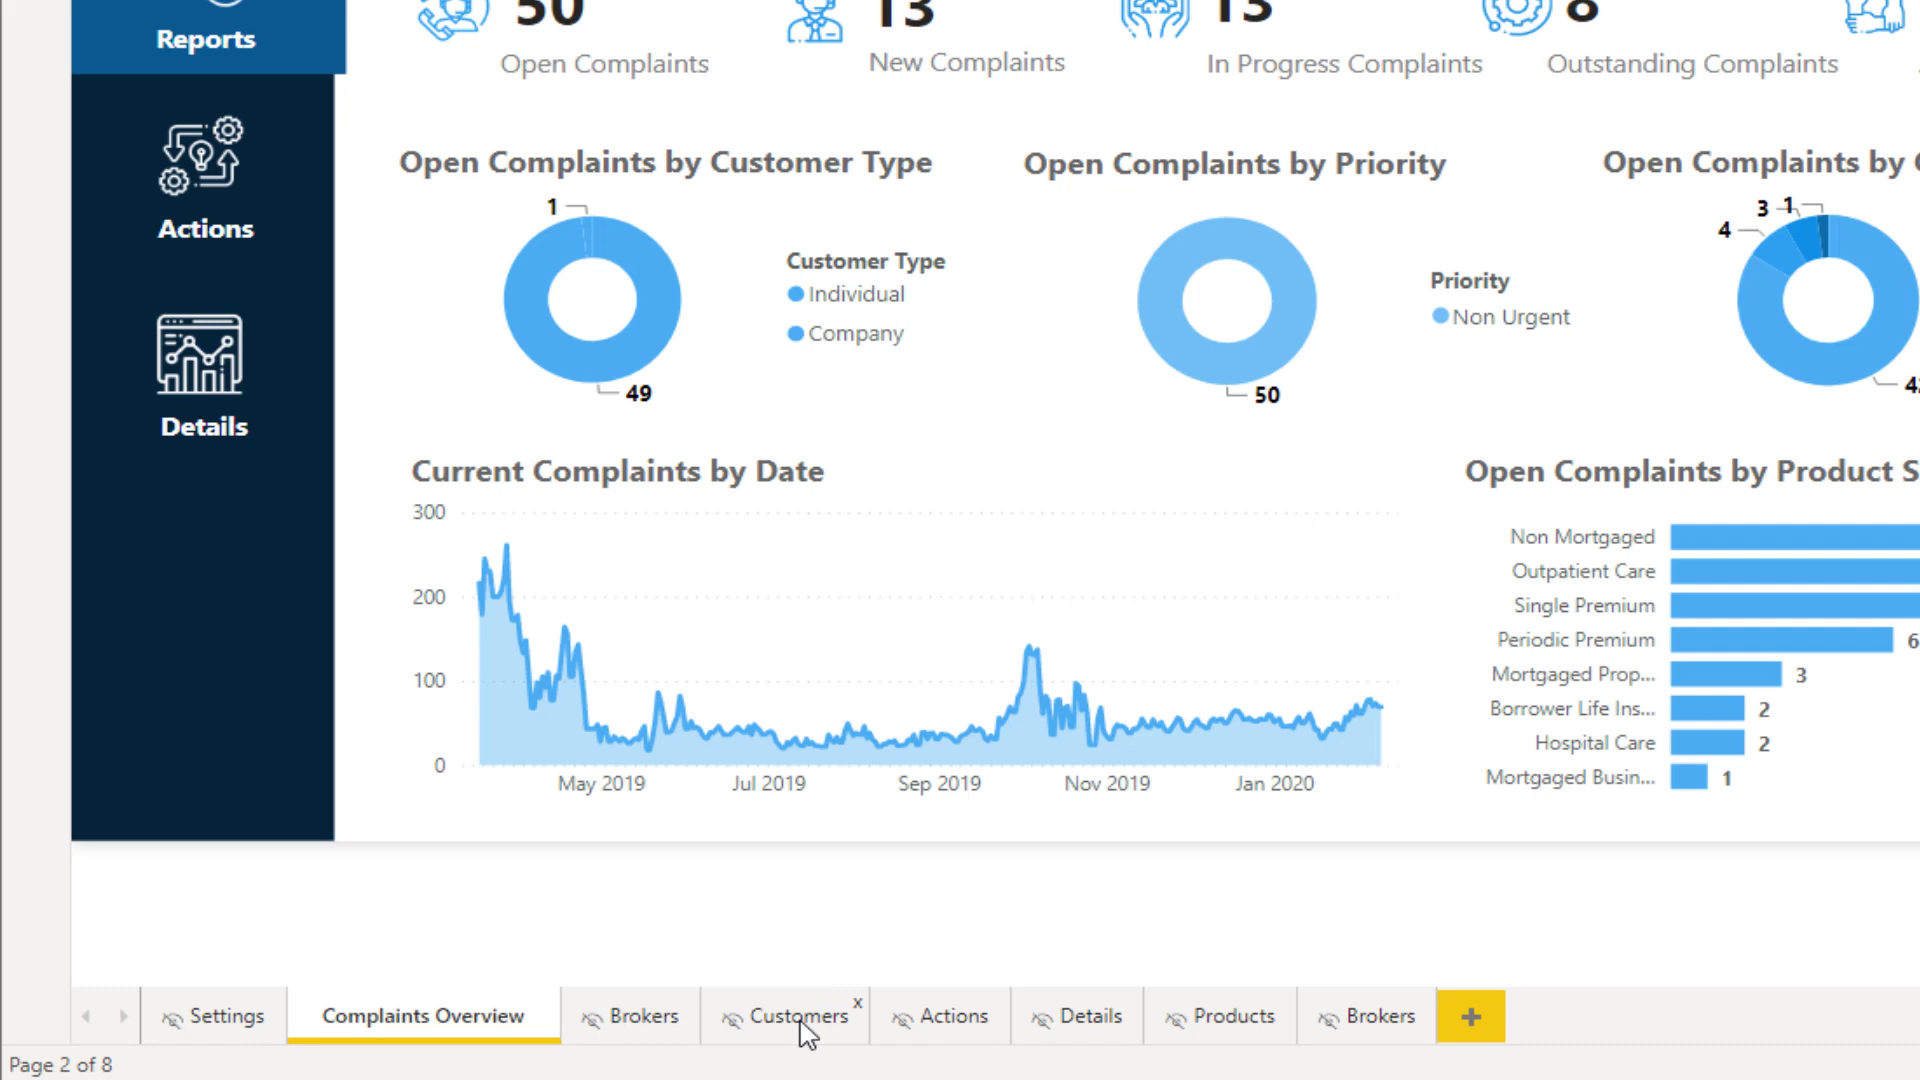 50
13
13
8
Reports
Open Complaints
New Complaints
In Progress Complaints
Outstanding Complaints
Actions
Details
Open Complaints by Customer Type
Open Complaints by Priority
Open Complaints by
1
49
Customer Type
Individual
Company
50
Priority
Non Urgent
3
1
4
Current Complaints by Date
300
200
100
0
May 2019
Jul 2019
Sep 2019
Nov 2019
Jan 2020
Open Complaints by Product S
Non Mortgaged
Outpatient Care
Single Premium
Periodic Premium 6
Mortgaged Prop... 3
Borrower Life Ins... 2
Hospital Care 2
Mortgaged Busin... 1
Settings
Complaints Overview
Brokers
Customers x
Actions
Details
Products
Brokers
+
Page 2 of 8